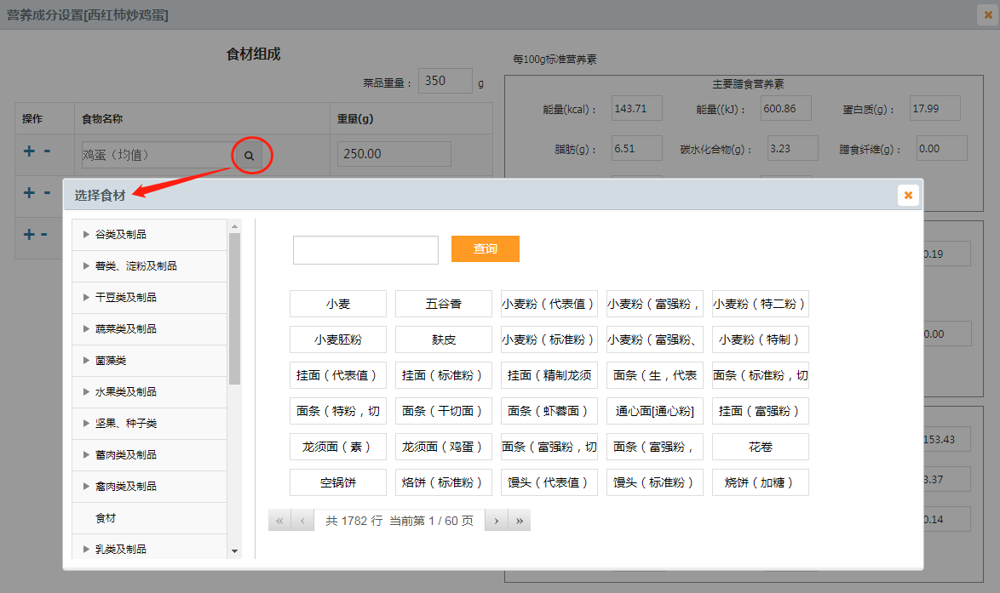 营养成分设置[西红柿炒鸡蛋]
食材组成
菜品重量： 350 g
操作 食物名称 重量(g)
+ - 鸡蛋（均值） 250.00
+ -
+ -
每100g标准营养素
主要膳食营养素
能量(kcal)： 143.71 能量((kJ)： 600.86 蛋白质(g)： 17.99
脂肪(g)： 6.51 碳水化合物(g)： 3.23 膳食纤维(g)： 0.00
0.19
0.00
153.43
3.37
0.14
选择食材
谷类及制品
薯类、淀粉及制品
干豆类及制品
蔬菜类及制品
菌藻类
水果类及制品
坚果、种子类
畜肉类及制品
禽肉类及制品
食材
乳类及制品
查询
小麦 五谷香 小麦粉（代表值） 小麦粉（富强粉， 小麦粉（特二粉）
小麦胚粉 麸皮 小麦粉（标准粉） 小麦粉（富强粉、 小麦粉（特制）
挂面（代表值） 挂面（标准粉） 挂面（精制龙须 面条（生，代表 面条（标准粉，切
面条（特粉，切 面条（干切面） 面条（虾蓉面） 通心面[通心粉] 挂面（富强粉）
龙须面（素） 龙须面（鸡蛋） 面条（富强粉，切 面条（富强粉， 花卷
空锅饼 烙饼（标准粉） 馒头（代表值） 馒头（标准粉） 烧饼（加糖）
« ‹ 共 1782 行 当前第 1 / 60 页 › »